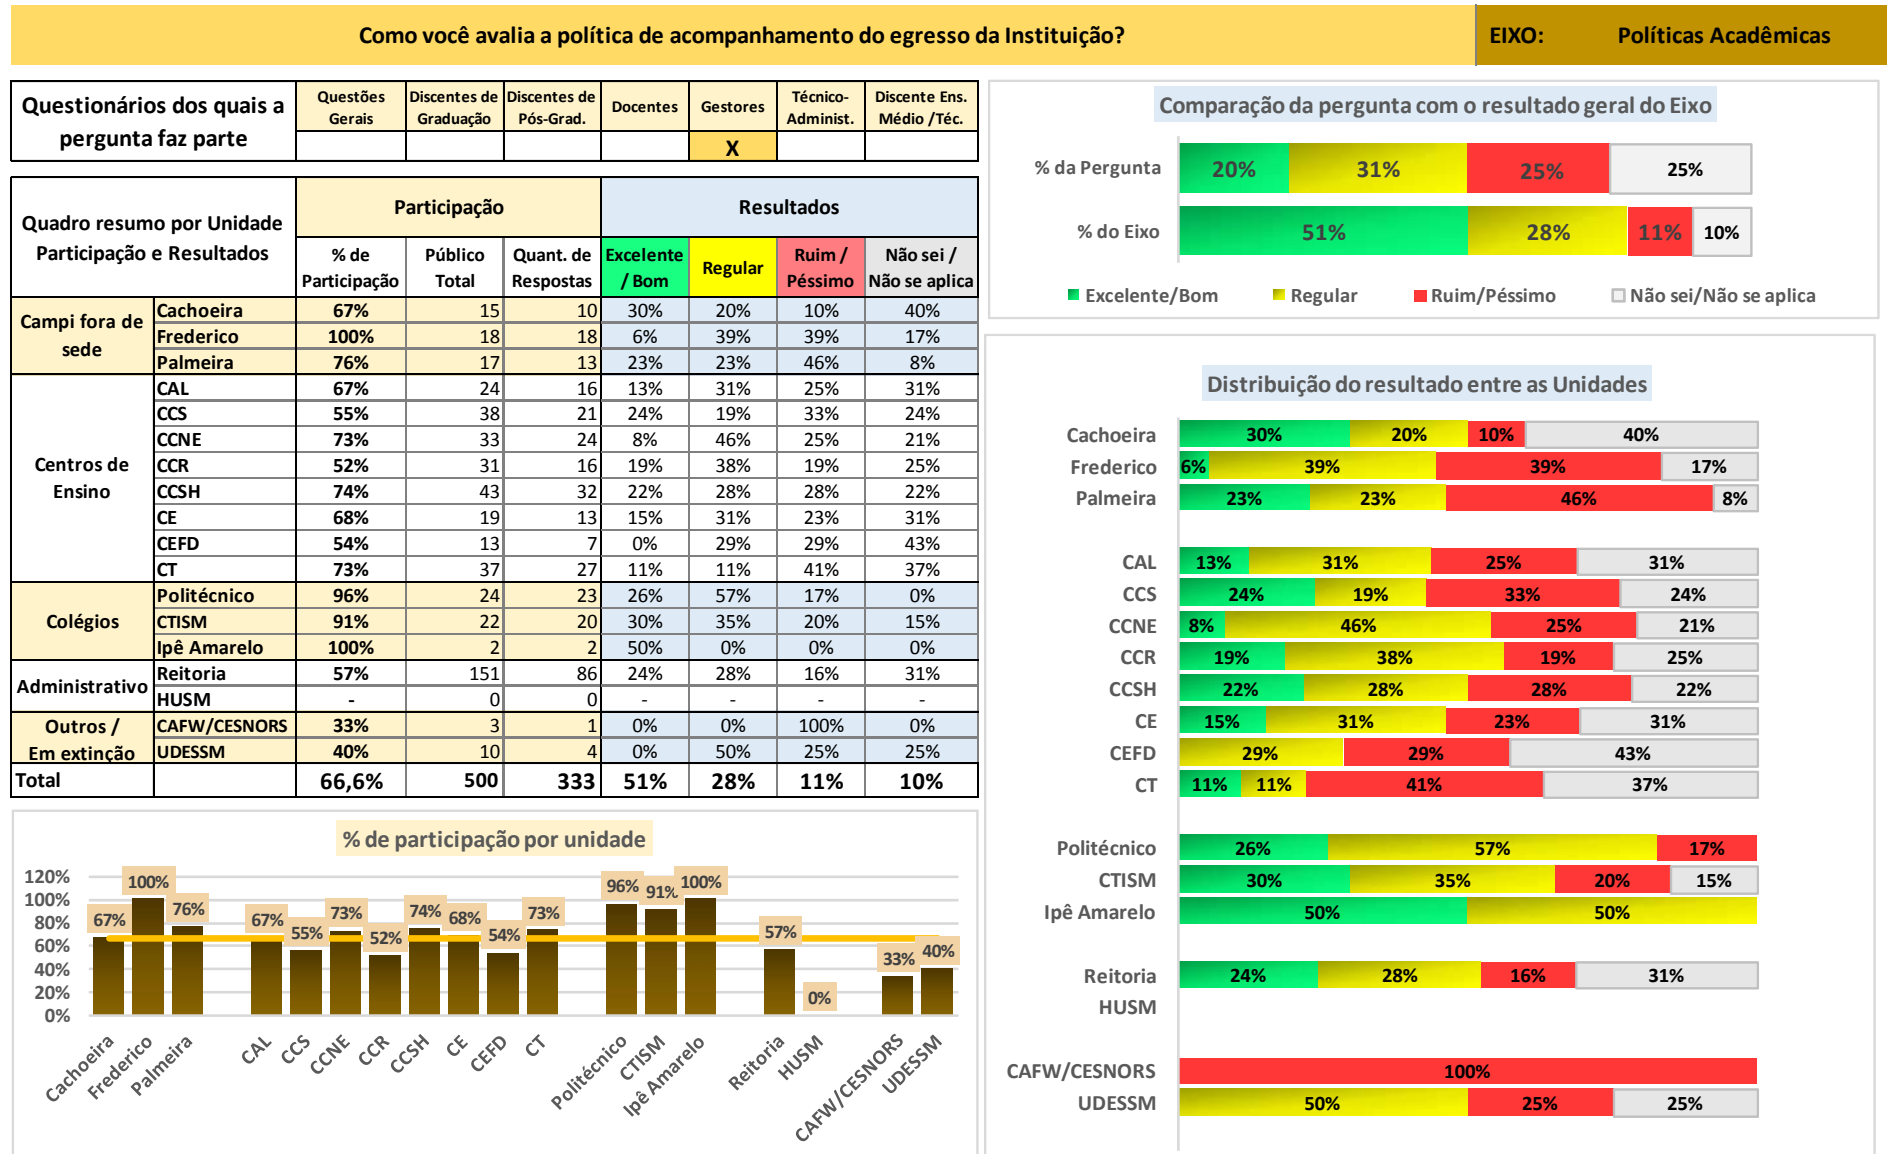 Como você avalia a política de acompanhamento do egresso da Instituição?
EIXO: Políticas Acadêmicas
Questionários dos quais a pergunta faz parte
Questões Gerais | Discentes de Graduação | Discentes de Pós-Grad. | Docentes | Gestores | Técnico-Administ. | Discente Ens. Médio /Téc.
X
Quadro resumo por Unidade Participação e Resultados
Participação | Resultados
% de Participação | Público Total | Quant. de Respostas | Excelente / Bom | Regular | Ruim / Péssimo | Não sei / Não se aplica
Campi fora de sede
Cachoeira 67% 15 10 30% 20% 10% 40%
Frederico 100% 18 18 6% 39% 39% 17%
Palmeira 76% 17 13 23% 23% 46% 8%
Centros de Ensino
CAL 67% 24 16 13% 31% 25% 31%
CCS 55% 38 21 24% 19% 33% 24%
CCNE 73% 33 24 8% 46% 25% 21%
CCR 52% 31 16 19% 38% 19% 25%
CCSH 74% 43 32 22% 28% 28% 22%
CE 68% 19 13 15% 31% 23% 31%
CEFD 54% 13 7 0% 29% 29% 43%
CT 73% 37 27 11% 11% 41% 37%
Colégios
Politécnico 96% 24 23 26% 57% 17% 0%
CTISM 91% 22 20 30% 35% 20% 15%
Ipê Amarelo 100% 2 2 50% 0% 0% 0%
Administrativo
Reitoria 57% 151 86 24% 28% 16% 31%
HUSM - 0 0 - - - -
Outros / Em extinção
CAFW/CESNORS 33% 3 1 0% 0% 100% 0%
UDESSM 40% 10 4 0% 50% 25% 25%
Total 66,6% 500 333 51% 28% 11% 10%
% de participação por unidade
120%
100%
80%
60%
40%
20%
0%
67% 100% 76% 67% 55% 73% 52% 74% 68% 54% 73% 96% 91% 100% 57% 0% 33% 40%
Cachoeira Frederico Palmeira CAL CCS CCNE CCR CCSH CE CEFD CT Politécnico CTISM Ipê Amarelo Reitoria HUSM CAFW/CESNORS UDESSM
Comparação da pergunta com o resultado geral do Eixo
% da Pergunta 20% 31% 25% 25%
% do Eixo 51% 28% 11% 10%
Excelente/Bom Regular Ruim/Péssimo Não sei/Não se aplica
Distribuição do resultado entre as Unidades
Cachoeira 30% 20% 10% 40%
Frederico 6% 39% 39% 17%
Palmeira 23% 23% 46% 8%
CAL 13% 31% 25% 31%
CCS 24% 19% 33% 24%
CCNE 8% 46% 25% 21%
CCR 19% 38% 19% 25%
CCSH 22% 28% 28% 22%
CE 15% 31% 23% 31%
CEFD 29% 29% 43%
CT 11% 11% 41% 37%
Politécnico 26% 57% 17%
CTISM 30% 35% 20% 15%
Ipê Amarelo 50% 50%
Reitoria 24% 28% 16% 31%
HUSM
CAFW/CESNORS 100%
UDESSM 50% 25% 25%